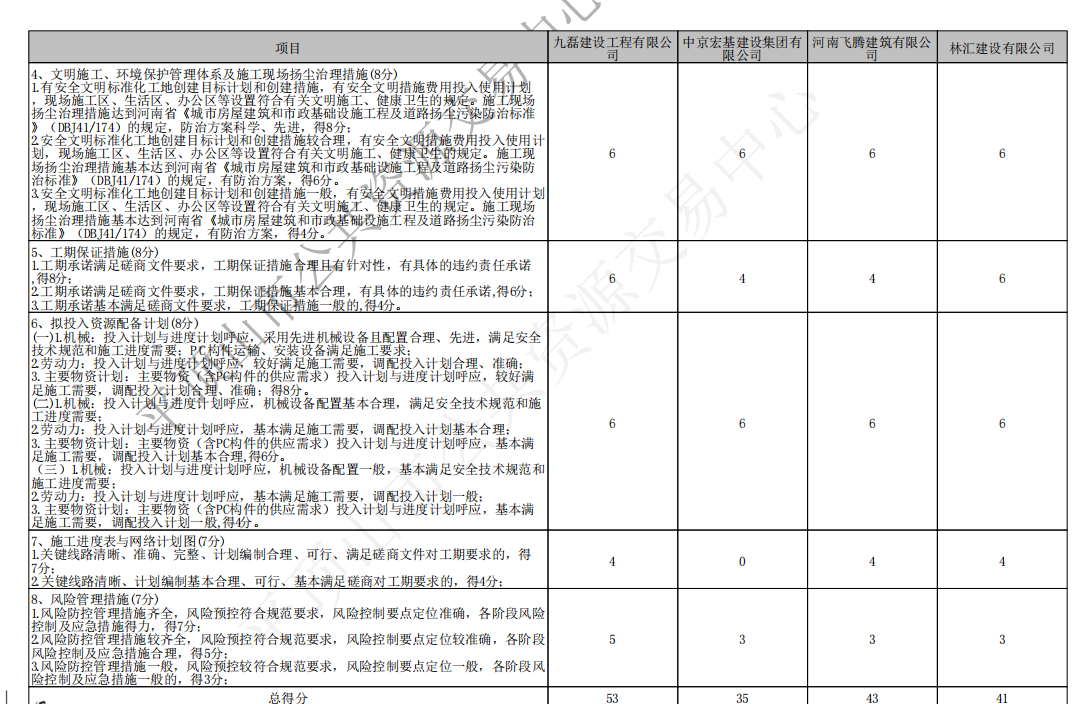 项目 九磊建设工程有限公司 中京宏基建设集团有限公司 河南飞腾建筑有限公司 林汇建设有限公司
4、文明施工、环境保护管理体系及施工现场扬尘治理措施(8分)
1.有安全文明标准化工地创建目标计划和创建措施，有安全文明措施费用投入使用计划
，现场施工区、生活区、办公区等设置符合有关文明施工、健康卫生的规定。施工现场
扬尘治理措施达到河南省《城市房屋建筑和市政基础设施工程及道路扬尘污染防治标准
》（DBJ41/174）的规定，防治方案科学、先进，得8分；
2.安全文明标准化工地创建目标计划和创建措施较合理，有安全文明措施费用投入使用计
划，现场施工区、生活区、办公区等设置符合有关文明施工、健康卫生的规定。施工现
场扬尘治理措施基本达到河南省《城市房屋建筑和市政基础设施工程及道路扬尘污染防
治标准》（DBJ41/174）的规定，有防治方案，得6分。
3.安全文明标准化工地创建目标计划和创建措施一般，有安全文明措施费用投入使用计划
，现场施工区、生活区、办公区等设置符合有关文明施工、健康卫生的规定。施工现场
扬尘治理措施基本达到河南省《城市房屋建筑和市政基础设施工程及道路扬尘污染防治
标准》（DBJ41/174）的规定，有防治方案，得4分。
6 6 6 6
5、工期保证措施(8分)
1.工期承诺满足磋商文件要求，工期保证措施合理且有针对性，有具体的违约责任承诺
,得8分；
2.工期承诺满足磋商文件要求，工期保证措施基本合理，有具体的违约责任承诺,得6分；
3.工期承诺基本满足磋商文件要求，工期保证措施一般的,得4分。
6 4 4 6
6、拟投入资源配备计划(8分)
(一)1.机械：投入计划与进度计划呼应，采用先进机械设备且配置合理、先进，满足安全
技术规范和施工进度需要；PC构件运输、安装设备满足施工要求；
2.劳动力：投入计划与进度计划呼应，较好满足施工需要，调配投入计划合理、准确；
3.主要物资计划：主要物资（含PC构件的供应需求）投入计划与进度计划呼应，较好满
足施工需要，调配投入计划合理、准确；得8分。
(二)1.机械：投入计划与进度计划呼应，机械设备配置基本合理，满足安全技术规范和施
工进度需要；
2.劳动力：投入计划与进度计划呼应，基本满足施工需要，调配投入计划基本合理；
3.主要物资计划：主要物资（含PC构件的供应需求）投入计划与进度计划呼应，基本满
足施工需要，调配投入计划基本合理,得6分。
（三）1.机械：投入计划与进度计划呼应，机械设备配置一般，基本满足安全技术规范和
施工进度需要；
2.劳动力：投入计划与进度计划呼应，基本满足施工需要，调配投入计划一般；
3.主要物资计划：主要物资（含PC构件的供应需求）投入计划与进度计划呼应，基本满
足施工需要，调配投入计划一般,得4分。
6 6 6 6
7、施工进度表与网络计划图(7分)
1.关键线路清晰、准确、完整、计划编制合理、可行、满足磋商文件对工期要求的，得
7分；
2.关键线路清晰、计划编制基本合理、可行、基本满足磋商对工期要求的，得4分；
4 0 4 4
8、风险管理措施(7分)
1.风险防控管理措施齐全，风险预控符合规范要求，风险控制要点定位准确，各阶段风险
控制及应急措施得力，得7分；
2.风险防控管理措施较齐全，风险预控符合规范要求，风险控制要点定位较准确，各阶段
风险控制及应急措施合理，得5分；
3.风险防控管理措施一般，风险预控较符合规范要求，风险控制要点定位一般，各阶段风
险控制及应急措施一般的，得3分；
5 3 3 3
总得分 53 35 43 41
平顶山市公共资源交易中心
平顶山市公共资源交易中心